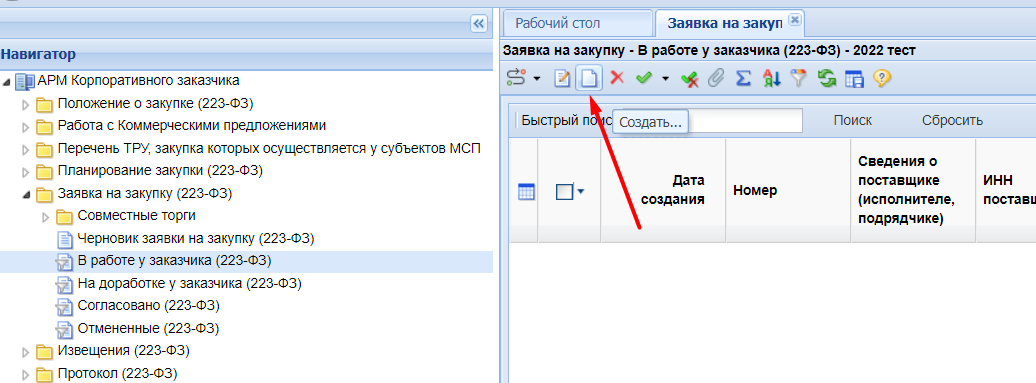 Рабочий стол
Заявка на закуп
Навигатор
Заявка на закупку - В работе у заказчика (223-ФЗ) - 2022 тест
АРМ Корпоративного заказчика
Положение о закупке (223-ФЗ)
Работа с Коммерческими предложениями
Перечень ТРУ, закупка которых осуществляется у субъектов МСП
Планирование закупки (223-ФЗ)
Заявка на закупку (223-ФЗ)
Совместные торги
Черновик заявки на закупку (223-ФЗ)
В работе у заказчика (223-ФЗ)
На доработке у заказчика (223-ФЗ)
Согласовано (223-ФЗ)
Отмененные (223-ФЗ)
Извещения (223-ФЗ)
Протокол (223-ФЗ)
Быстрый поис
Создать...
Поиск
Сбросить
Дата
создания
Номер
Сведения о
поставщике
(исполнителе,
подрядчике)
ИНН
поставщ